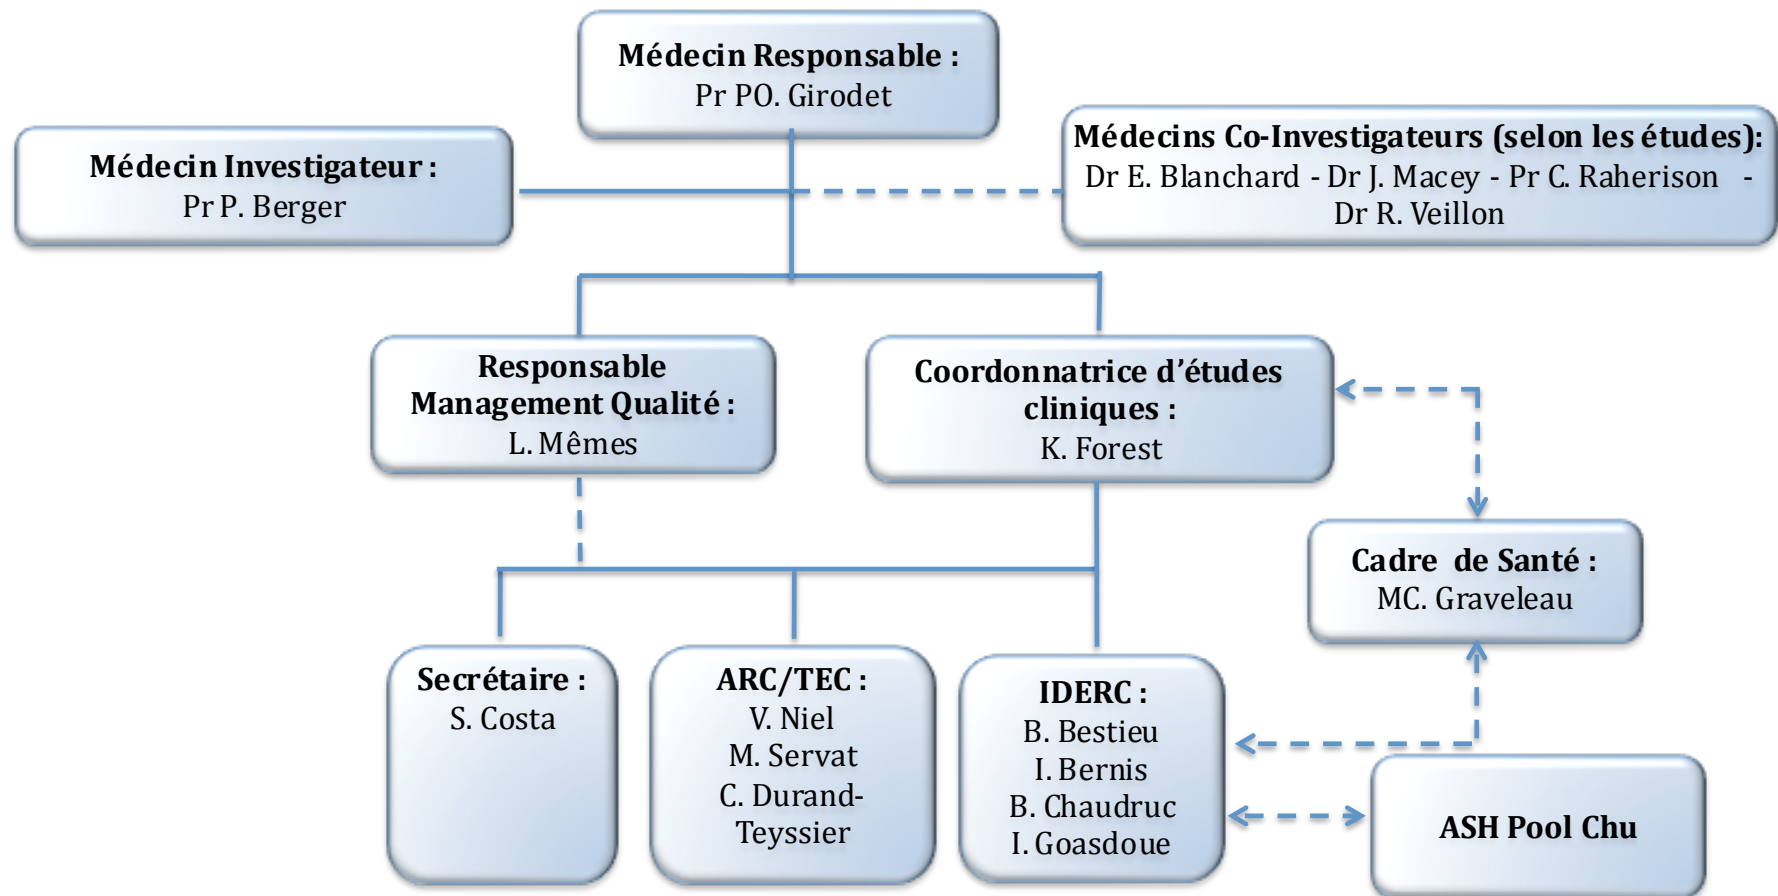 Médecin Responsable :
Pr PO. Girodet
Médecin Investigateur :
Pr P. Berger
Médecins Co-Investigateurs (selon les études):
Dr E. Blanchard - Dr J. Macey - Pr C. Raherison -
Dr R. Veillon
Responsable
Management Qualité :
L. Mêmes
Coordonnatrice d’études
cliniques :
K. Forest
Cadre de Santé :
MC. Graveleau
Secrétaire :
S. Costa
ARC/TEC :
V. Niel
M. Servat
C. Durand-
Teyssier
IDERC :
B. Bestieu
I. Bernis
B. Chaudruc
I. Goasdoue
ASH Pool Chu